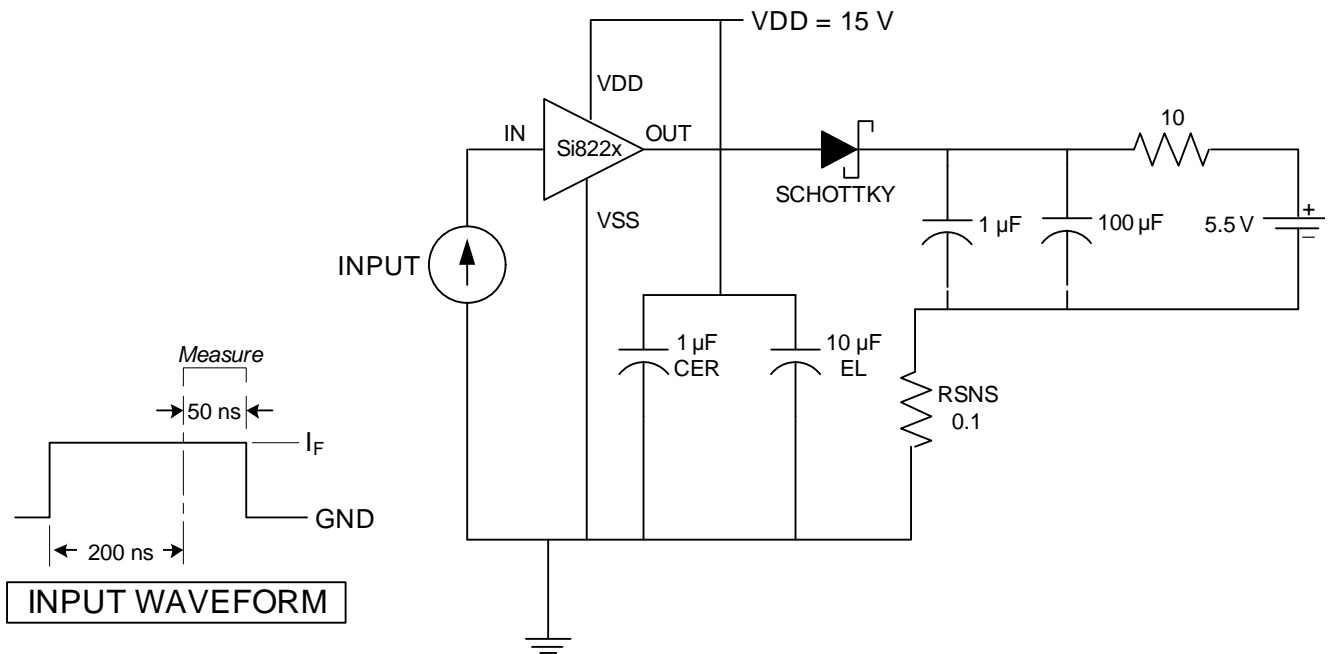 VDD = 15 V
VDD
10
IN
OUT
Si822x
SCHOTTKY
VSS
1 µF
100 µF
5.5 V
+
–
INPUT
1 µF
CER
10 µF
EL
RSNS
0.1
Measure
50 ns
IF
GND
200 ns
INPUT WAVEFORM